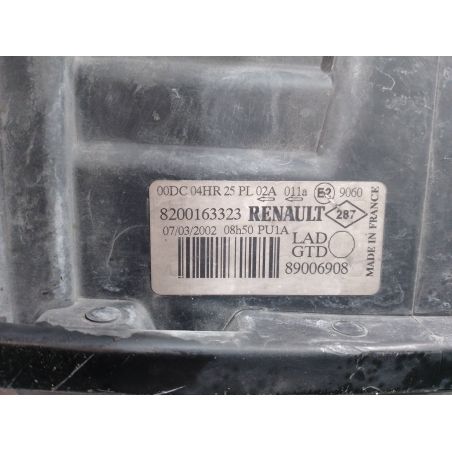 00DC 04HR 25 PL 02A 011a E2 9060
8200163323 RENAULT 287
07/03/2002 08h50 PU1A
LAD
GTD
89006908
MADE IN FRANCE